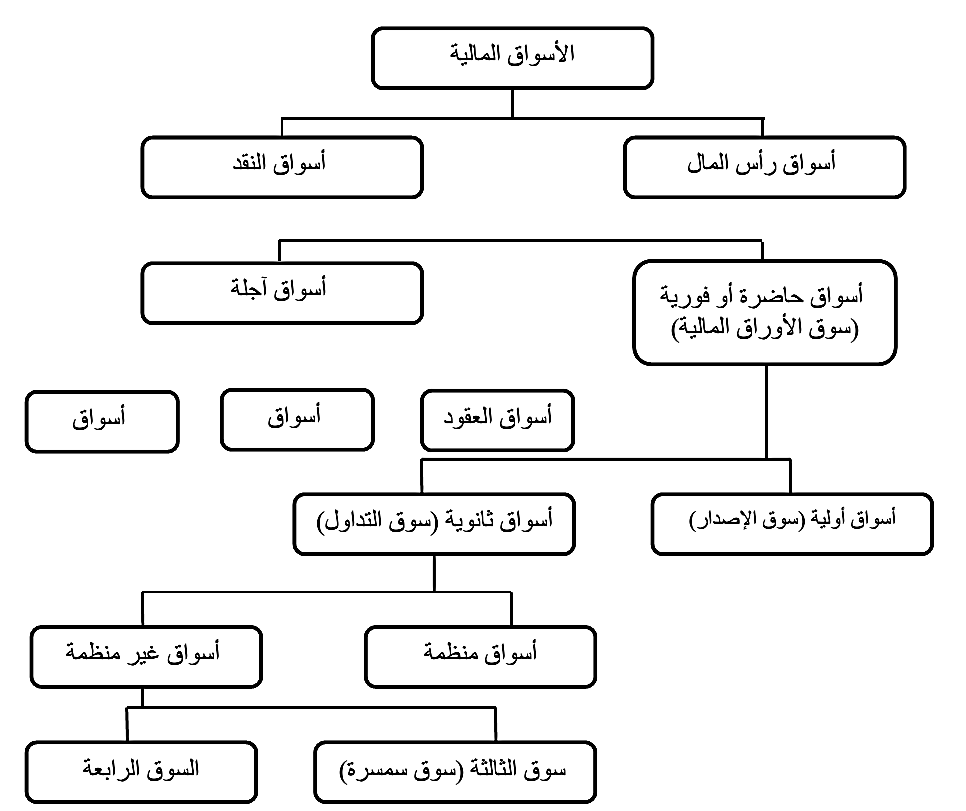 الأسواق المالية
أسواق رأس المال
أسواق النقد
أسواق آجلة
أسواق حاضرة أو فورية
(سوق الأوراق المالية)
أسواق العقود
أسواق
أسواق
أسواق أولية (سوق الإصدار)
أسواق ثانوية (سوق التداول)
أسواق منظمة
أسواق غير منظمة
سوق الثالثة (سوق سمسرة)
السوق الرابعة